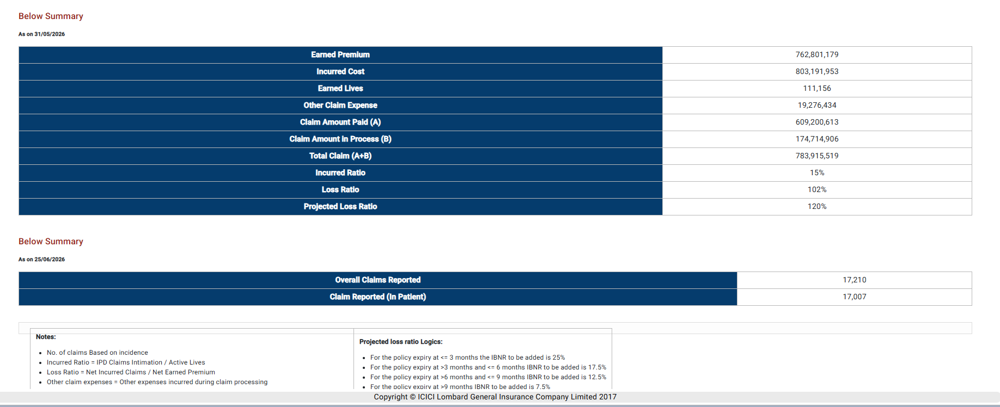 Below Summary
As on 31/05/2026
Earned Premium 762,801,179
Incurred Cost 803,191,953
Earned Lives 111,156
Other Claim Expense 19,276,434
Claim Amount Paid (A) 609,200,613
Claim Amount in Process (B) 174,714,906
Total Claim (A+B) 783,915,519
Incurred Ratio 15%
Loss Ratio 102%
Projected Loss Ratio 120%
Below Summary
As on 25/06/2026
Overall Claims Reported 17,210
Claim Reported (In Patient) 17,007
Notes:
• No. of claims Based on incidence
• Incurred Ratio = IPD Claims Intimation / Active Lives
• Loss Ratio = Net Incurred Claims / Net Earned Premium
• Other claim expenses = Other expenses incurred during claim processing
Projected loss ratio Logics:
• For the policy expiry at <= 3 months the IBNR to be added is 25%
• For the policy expiry at >3 months and <= 6 months IBNR to be added is 17.5%
• For the policy expiry at >6 months and <= 9 months IBNR to be added is 12.5%
• For the policy expiry at >9 months IBNR to be added is 7.5%
Copyright © ICICI Lombard General Insurance Company Limited 2017